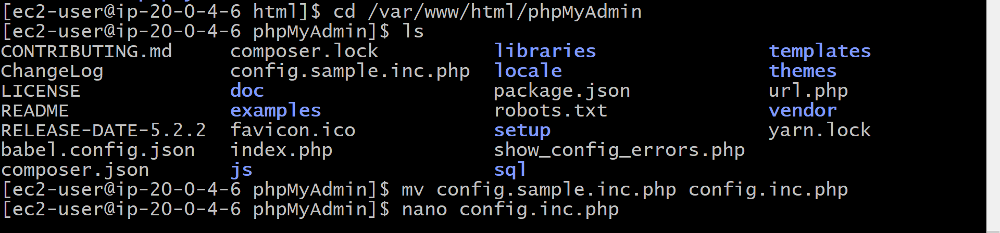 [ec2-user@ip-20-0-4-6 html]$ cd /var/www/html/phpMyAdmin
[ec2-user@ip-20-0-4-6 phpMyAdmin]$ ls
CONTRIBUTING.md composer.lock libraries templates
ChangeLog config.sample.inc.php locale themes
LICENSE doc package.json url.php
README examples robots.txt vendor
RELEASE-DATE-5.2.2 favicon.ico setup yarn.lock
babel.config.json index.php show_config_errors.php
composer.json js sql
[ec2-user@ip-20-0-4-6 phpMyAdmin]$ mv config.sample.inc.php config.inc.php
[ec2-user@ip-20-0-4-6 phpMyAdmin]$ nano config.inc.php